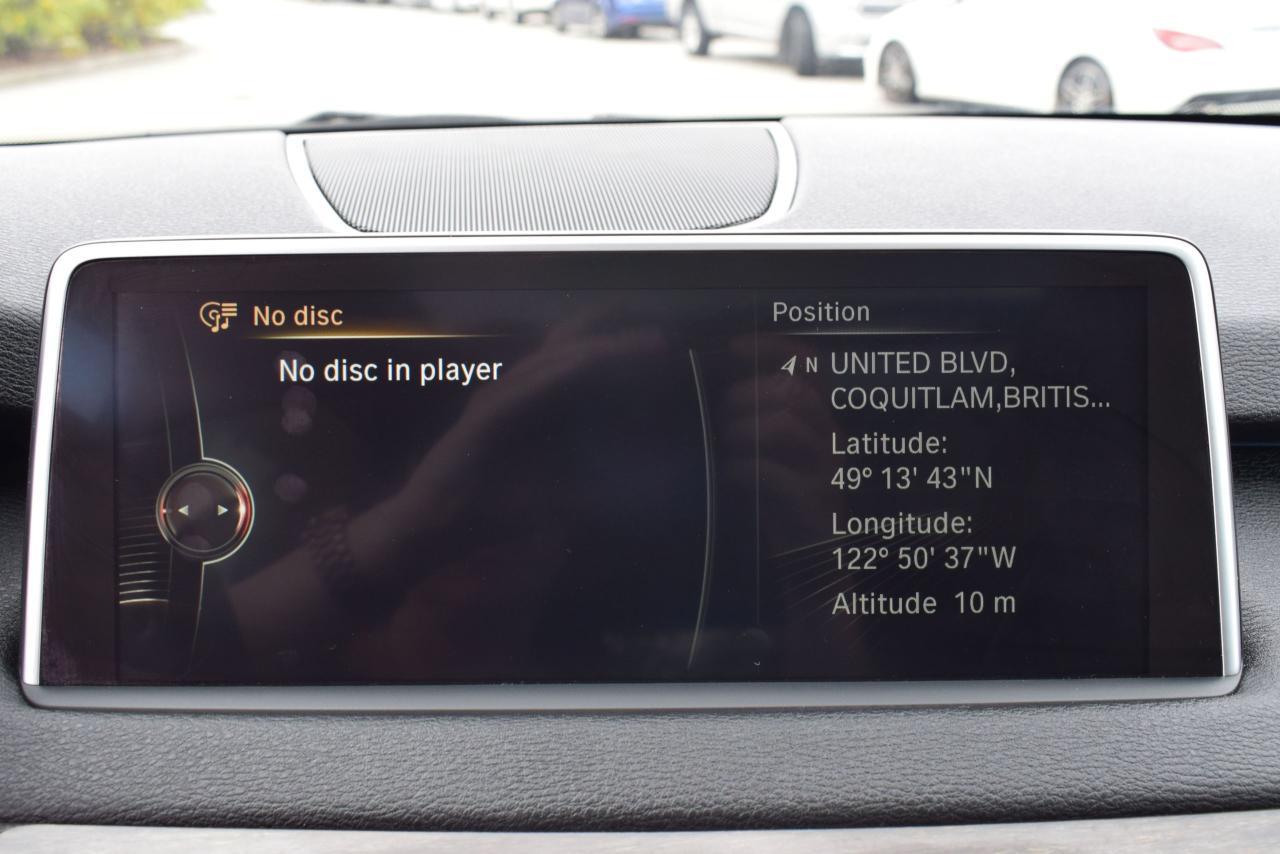 No disc
No disc in player
Position
N UNITED BLVD,
COQUITLAM,BRITIS...
Latitude:
49° 13' 43"N
Longitude:
122° 50' 37"W
Altitude 10 m